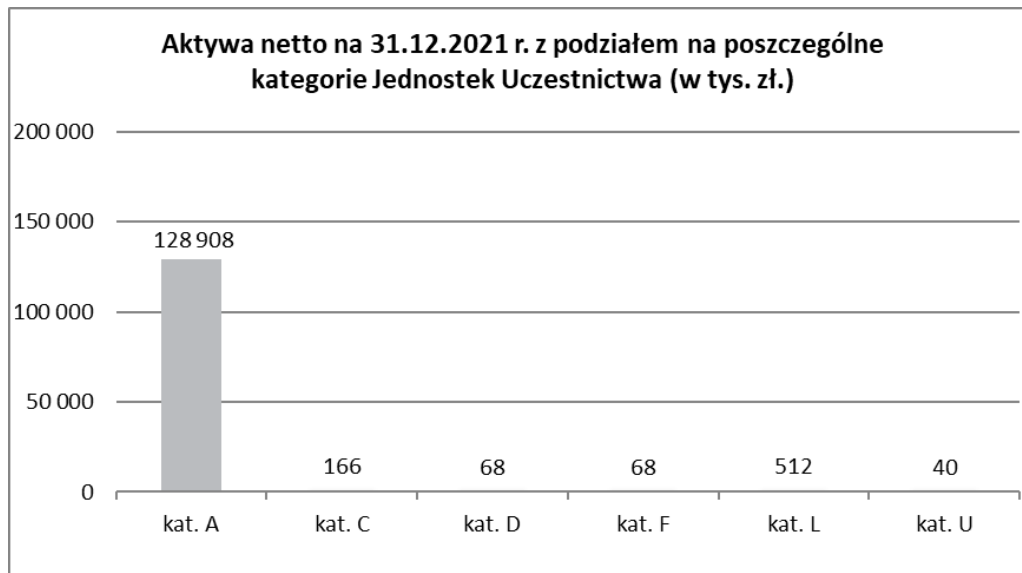 Aktywa netto na 31.12.2021 r. z podziałem na poszczególne
kategorie Jednostek Uczestnictwa (w tys. zł.)
200 000
150 000
128 908
100 000
50 000
166
68
68
512
40
0
kat. A
kat. C
kat. D
kat. F
kat. L
kat. U